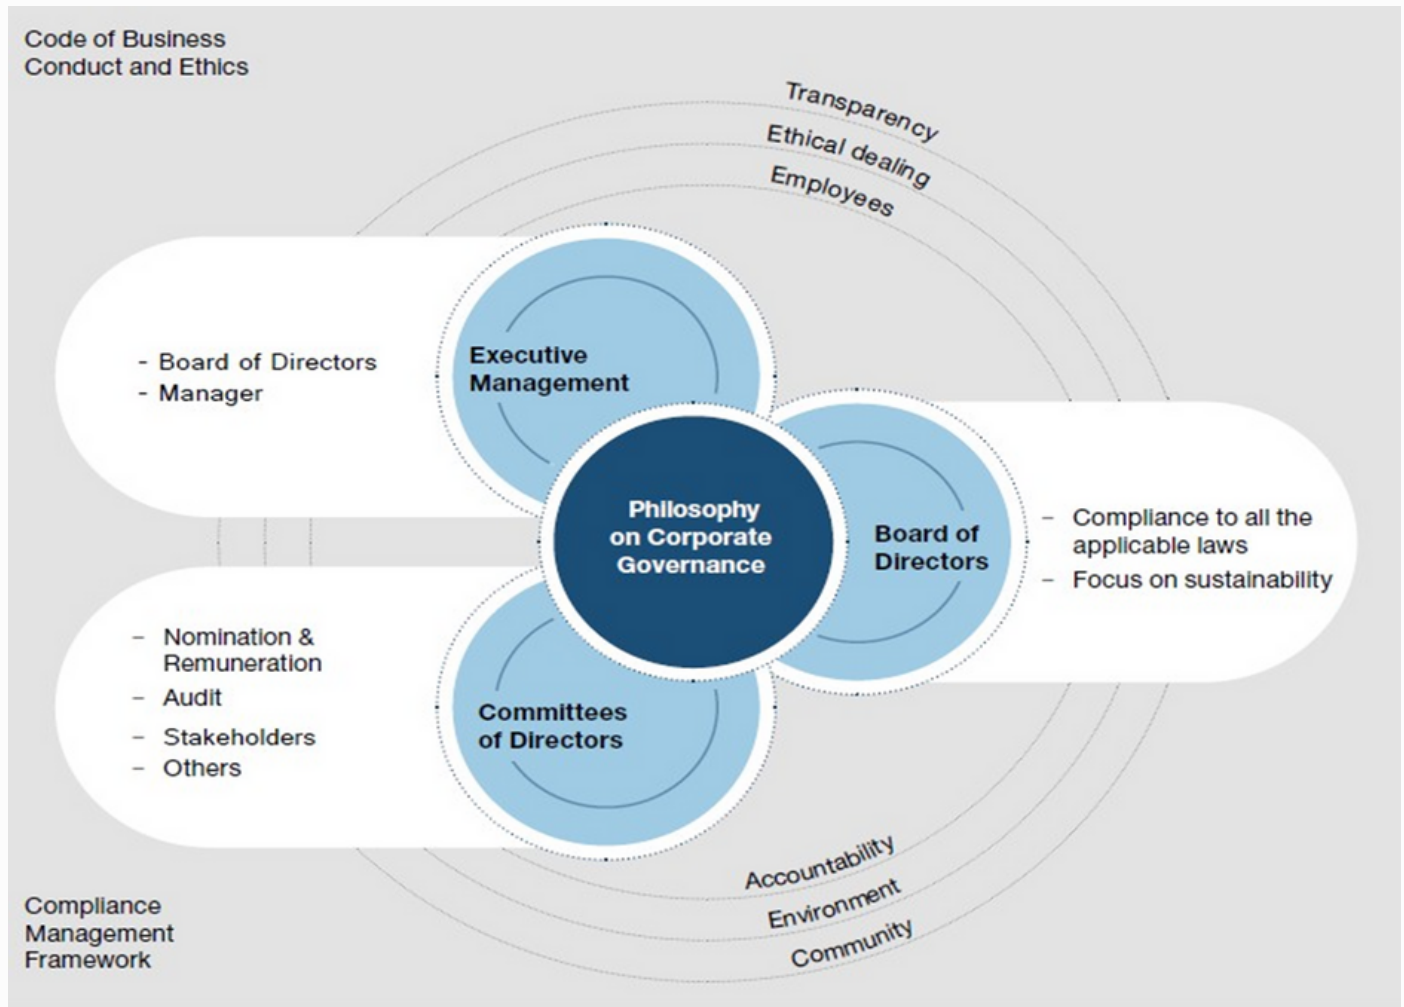 Code of Business
Conduct and Ethics
Transparency
Ethical dealing
Employees
- Board of Directors
- Manager
Executive
Management
Philosophy
on Corporate
Governance
Board of
Directors
– Compliance to all the
applicable laws
– Focus on sustainability
– Nomination &
Remuneration
– Audit
– Stakeholders
– Others
Committees
of Directors
Accountability
Environment
Community
Compliance
Management
Framework